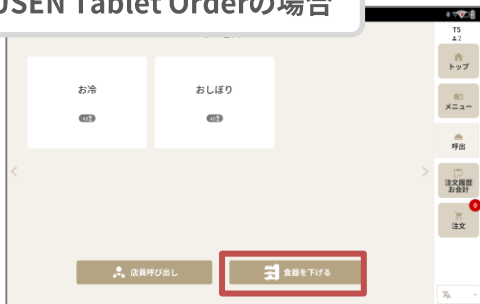 USEN Tablet Orderの場合
T5
2
トップ
お冷
おしぼり
メニュー
呼出
注文履歴
お会計
0
注文
店員呼び出し
食器を下げる